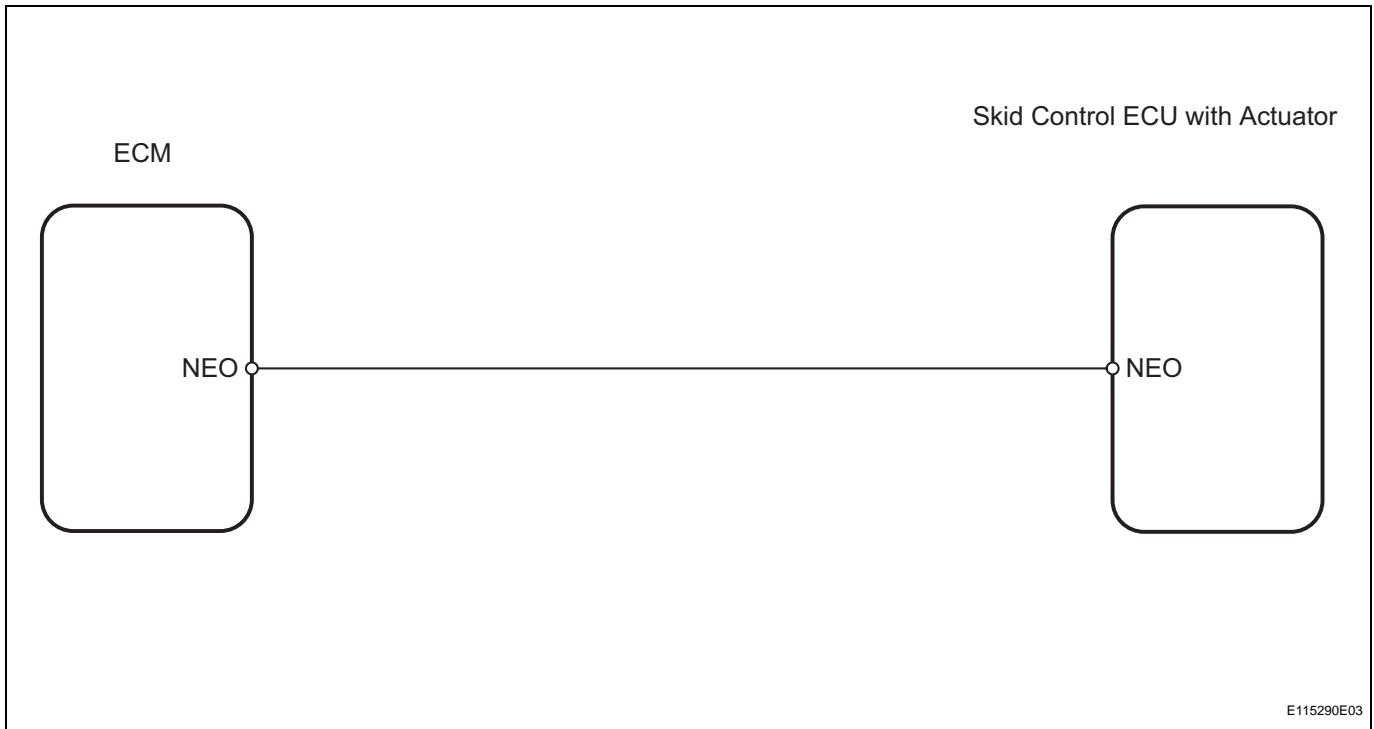 Skid Control ECU with Actuator
ECM
NEO
NEO
E115290E03